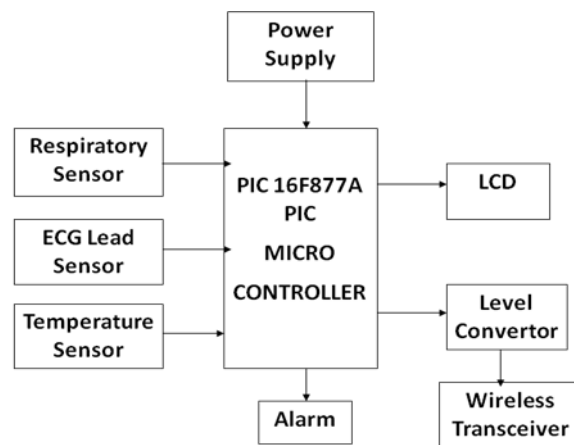 Power
Supply
Respiratory
Sensor
ECG Lead
Sensor
Temperature
Sensor
PIC 16F877A
PIC
MICRO
CONTROLLER
LCD
Level
Convertor
Wireless
Transceiver
Alarm